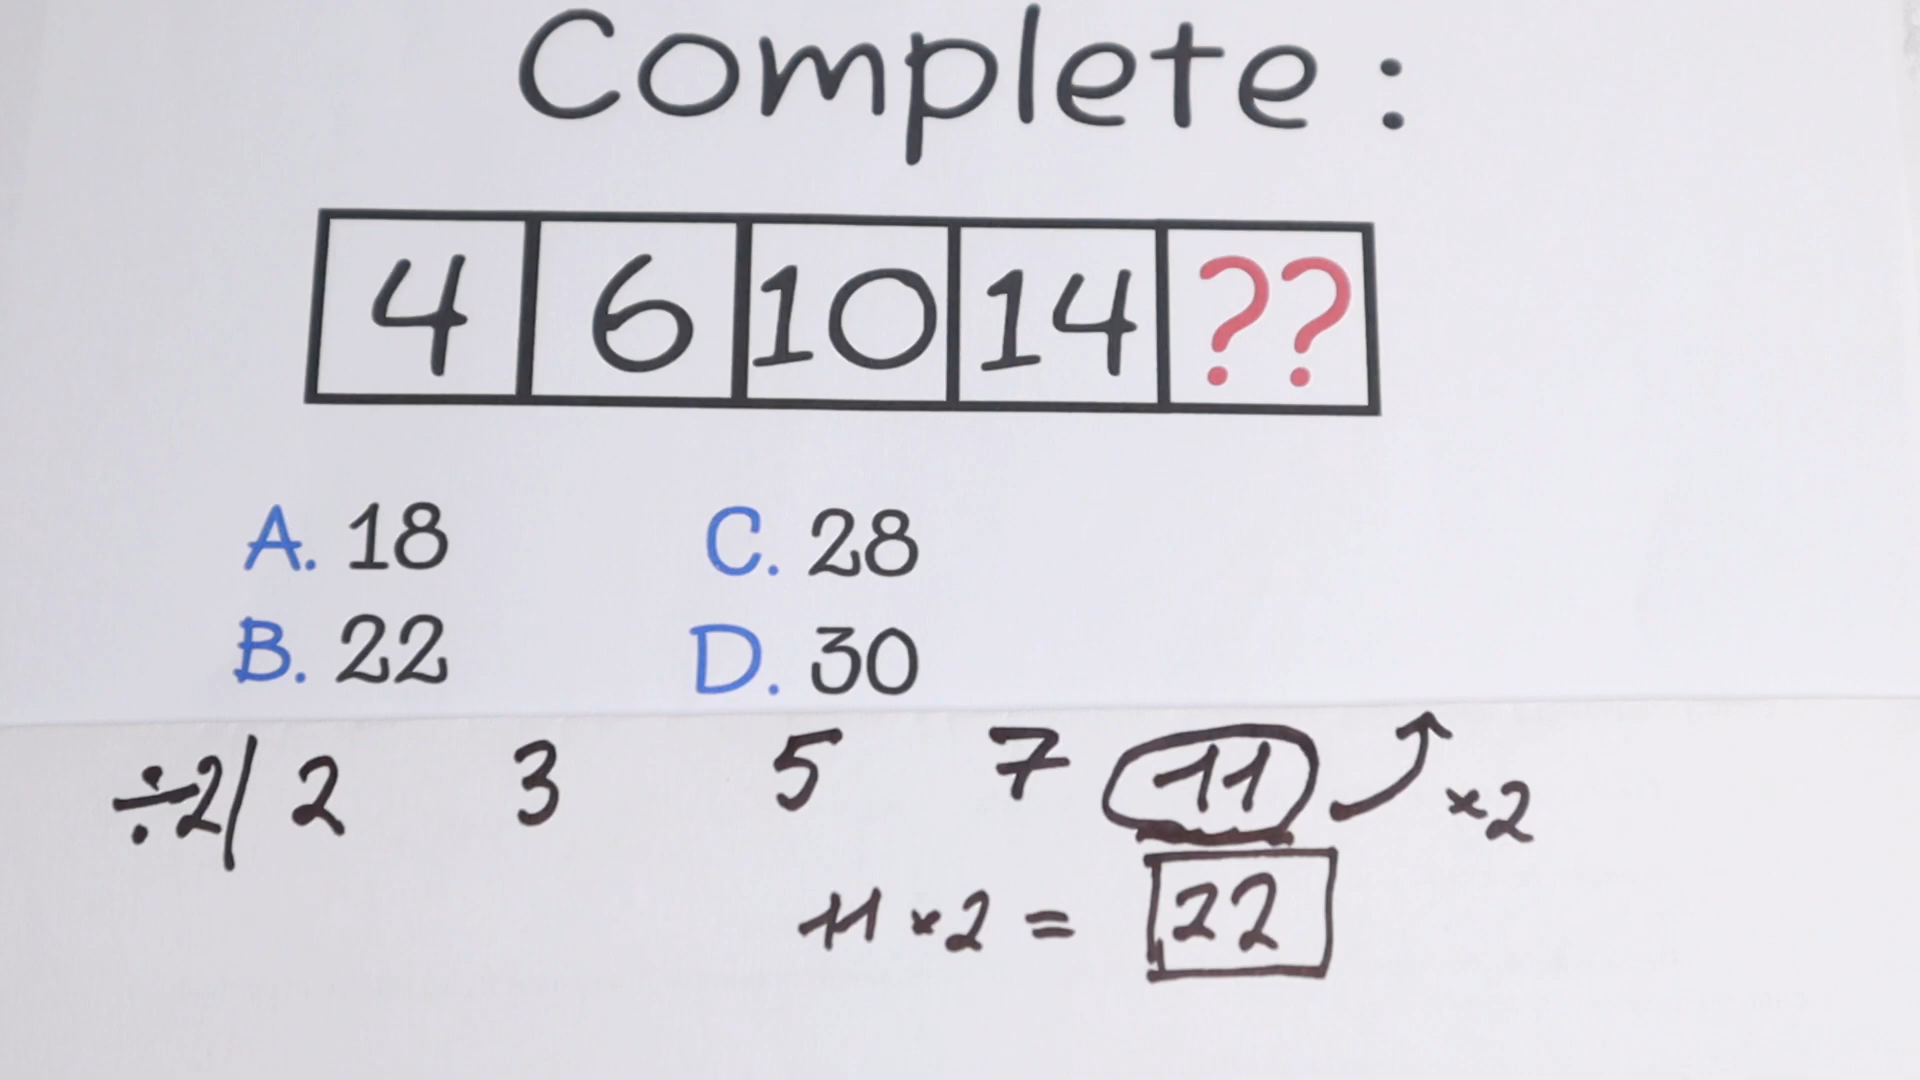 Complete :
4 6 10 14 ??
A. 18 C. 28
B. 22 D. 30
÷2| 2 3 5 7 11 ×2
11 × 2 = 22